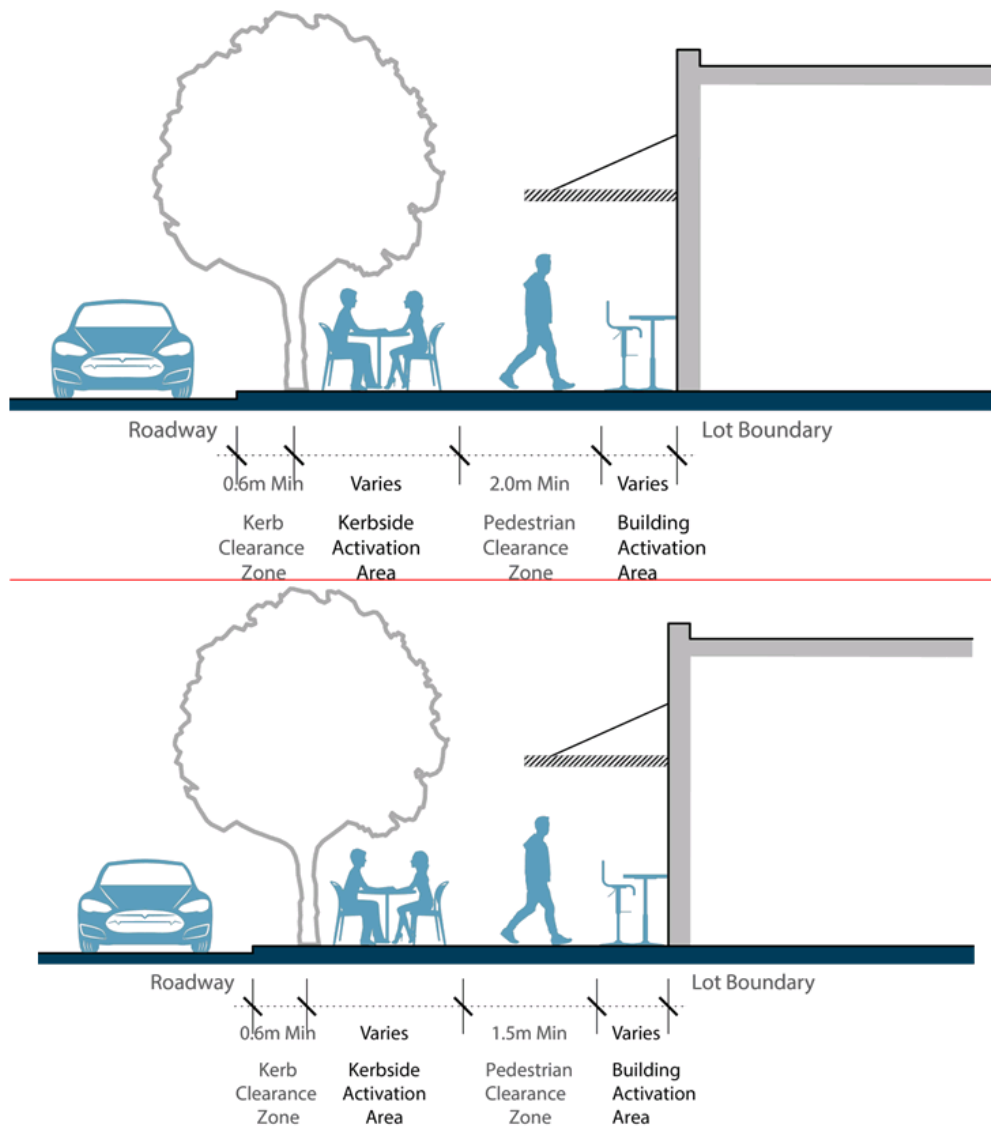 Roadway
Lot Boundary
0.6m Min
Varies
2.0m Min
Varies
Kerb
Clearance
Zone
Kerbside
Activation
Area
Pedestrian
Clearance
Zone
Building
Activation
Area
Roadway
Lot Boundary
0.6m Min
Varies
1.5m Min
Varies
Kerb
Clearance
Zone
Kerbside
Activation
Area
Pedestrian
Clearance
Zone
Building
Activation
Area